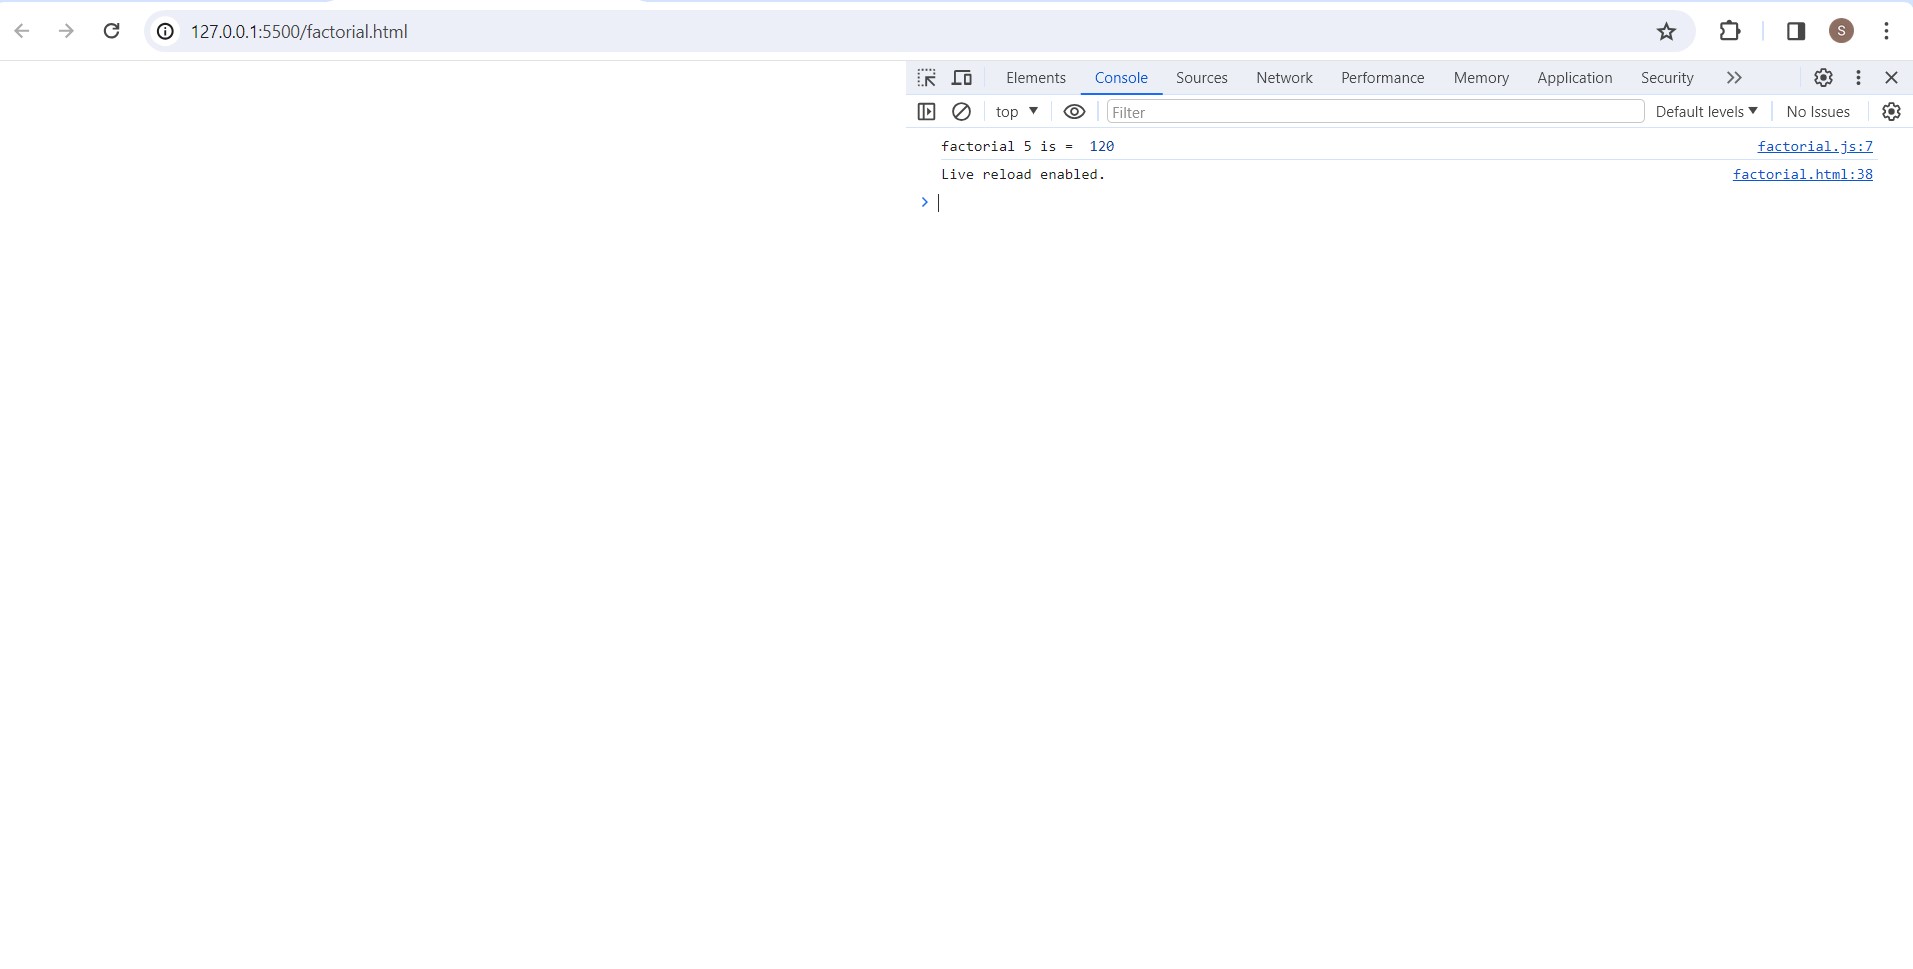 127.0.0.1:5500/factorial.html
S
Elements Console Sources Network Performance Memory Application Security
top Filter Default levels No Issues
factorial 5 is =  120 factorial.js:7
Live reload enabled. factorial.html:38